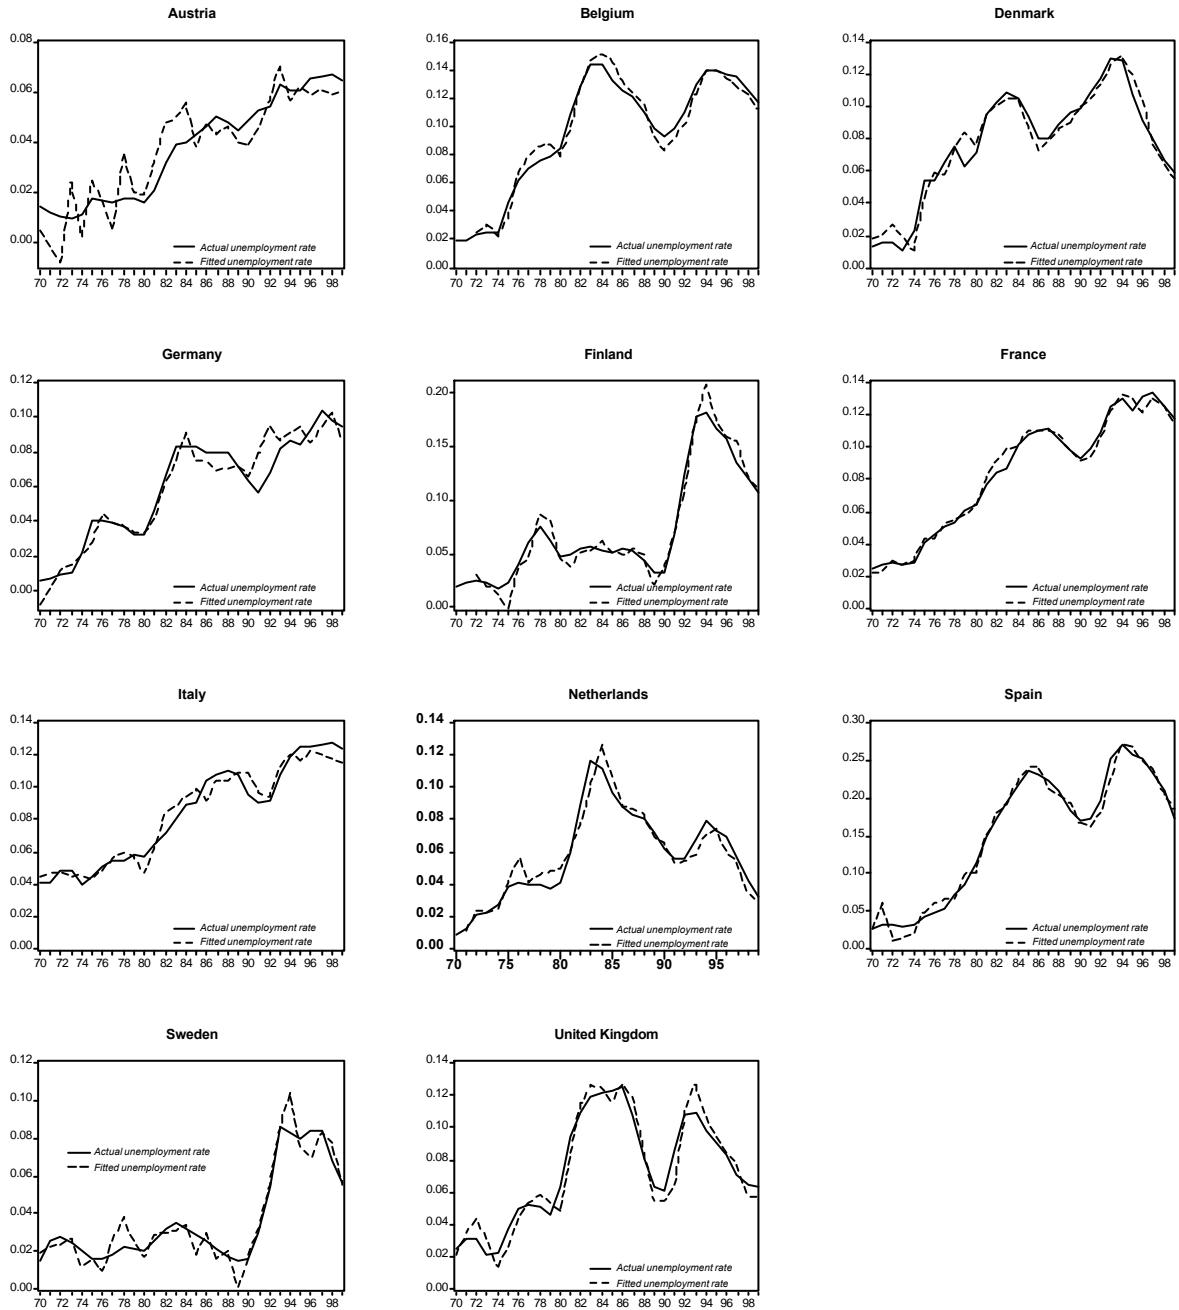 Austria
0.08
0.06
0.04
0.02
0.00
Actual unemployment rate
Fitted unemployment rate
70 72 74 76 78 80 82 84 86 88 90 92 94 96 98
Belgium
0.16
0.14
0.12
0.10
0.08
0.06
0.04
0.02
0.00
Actual unemployment rate
Fitted unemployment rate
70 72 74 76 78 80 82 84 86 88 90 92 94 96 98
Denmark
0.14
0.12
0.10
0.08
0.06
0.04
0.02
0.00
Actual unemployment rate
Fitted unemployment rate
70 72 74 76 78 80 82 84 86 88 90 92 94 96 98
Germany
0.12
0.10
0.08
0.06
0.04
0.02
0.00
Actual unemployment rate
Fitted unemployment rate
70 72 74 76 78 80 82 84 86 88 90 92 94 96 98
Finland
0.20
0.15
0.10
0.05
0.00
Actual unemployment rate
Fitted unemployment rate
70 72 74 76 78 80 82 84 86 88 90 92 94 96 98
France
0.14
0.12
0.10
0.08
0.06
0.04
0.02
0.00
Actual unemployment rate
Fitted unemployment rate
70 72 74 76 78 80 82 84 86 88 90 92 94 96 98
Italy
0.14
0.12
0.10
0.08
0.06
0.04
0.02
0.00
Actual unemployment rate
Fitted unemployment rate
70 72 74 76 78 80 82 84 86 88 90 92 94 96 98
Netherlands
0.14
0.12
0.10
0.08
0.06
0.04
0.02
0.00
Actual unemployment rate
Fitted unemployment rate
70 75 80 85 90 95
Spain
0.30
0.25
0.20
0.15
0.10
0.05
0.00
Actual unemployment rate
Fitted unemployment rate
70 72 74 76 78 80 82 84 86 88 90 92 94 96 98
Sweden
0.12
0.10
0.08
0.06
0.04
0.02
0.00
Actual unemployment rate
Fitted unemployment rate
70 72 74 76 78 80 82 84 86 88 90 92 94 96 98
United Kingdom
0.14
0.12
0.10
0.08
0.06
0.04
0.02
0.00
Actual unemployment rate
Fitted unemployment rate
70 72 74 76 78 80 82 84 86 88 90 92 94 96 98